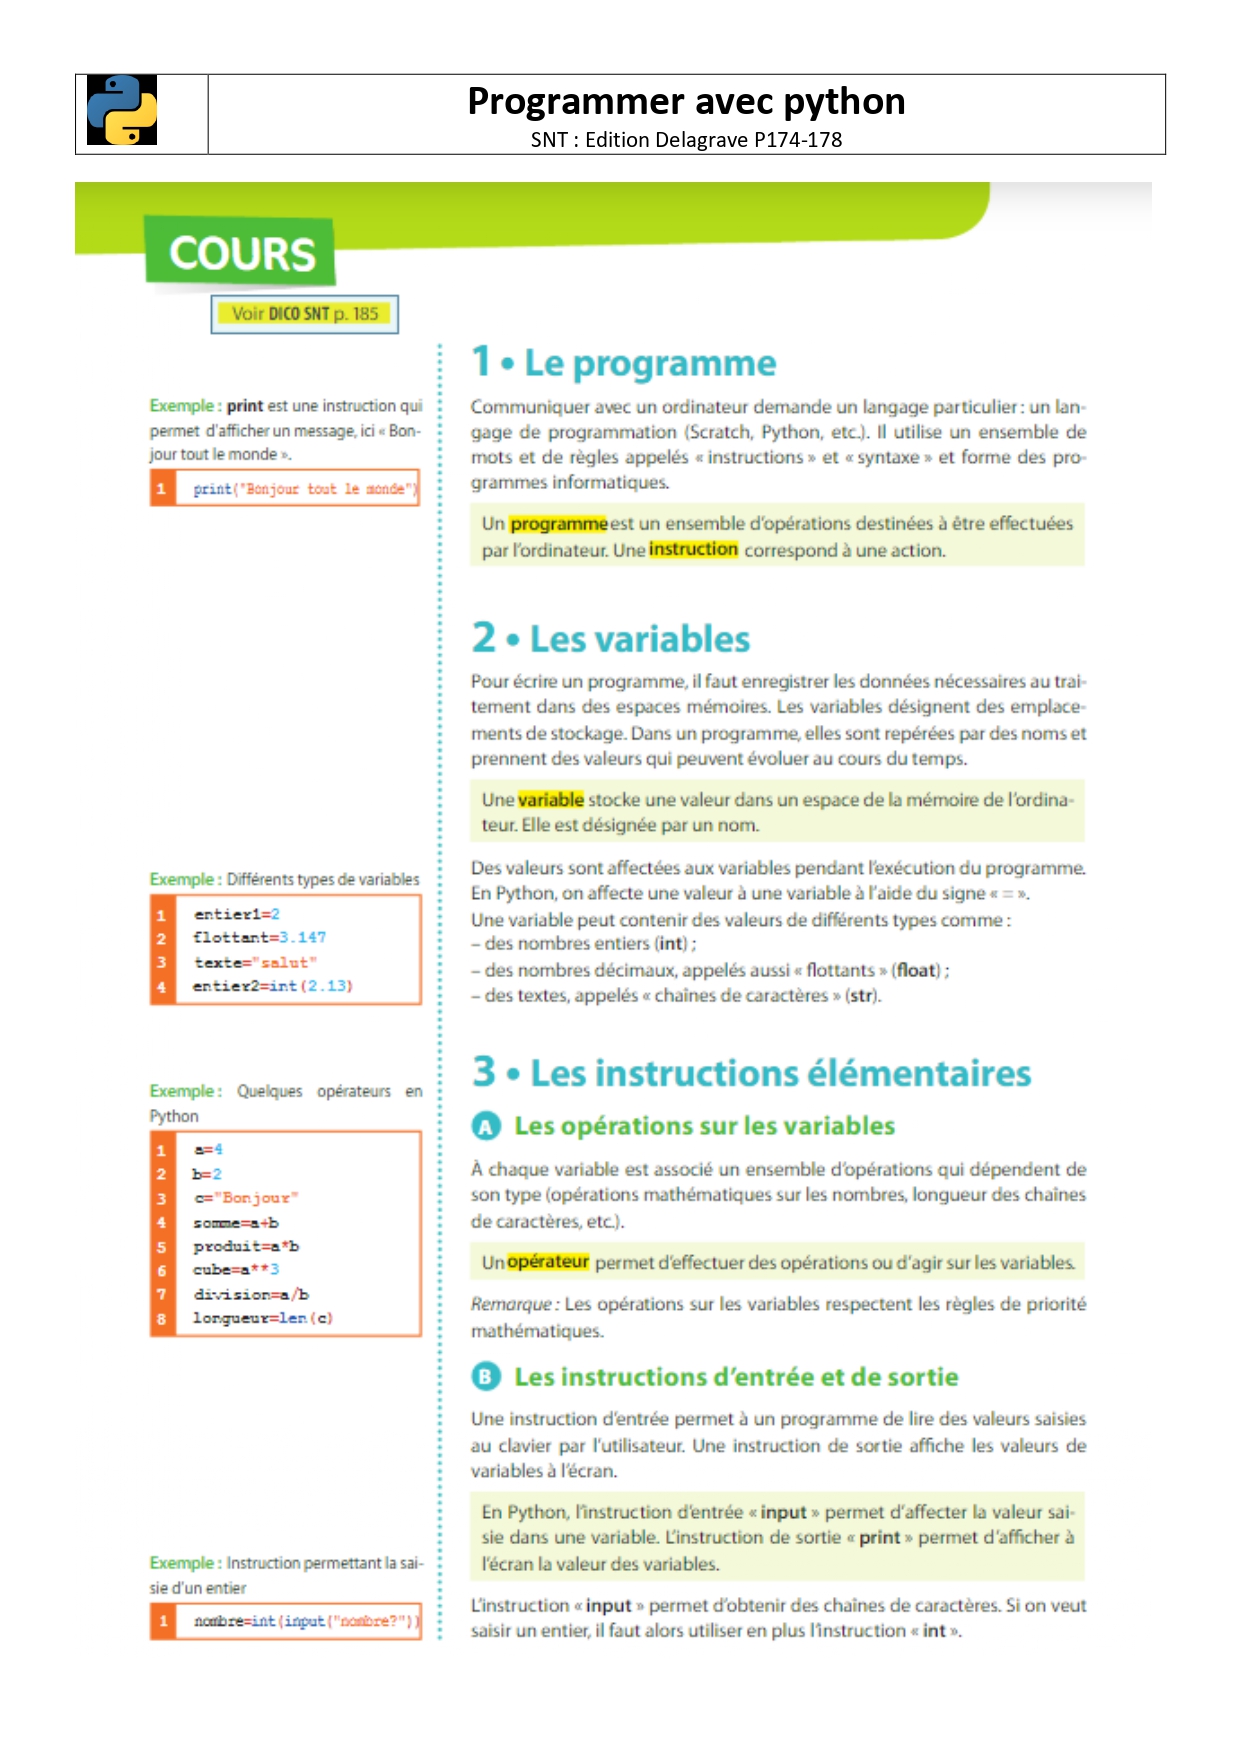 Programmer avec python
SNT : Edition Delagrave P174-178
COURS
Voir DICO SNT p. 185
Exemple : print est une instruction qui
permet d'afficher un message, ici « Bon-
jour tout le monde ».
1 print("Bonjour tout le monde")
Exemple : Différents types de variables
1 entier1=2
2 flottant=3.147
3 texte="salut"
4 entier2=int(2.13)
Exemple : Quelques opérateurs en
Python
1 a=4
2 b=2
3 c="Bonjour"
4 somme=a+b
5 produit=a*b
6 cube=a**3
7 division=a/b
8 longueur=len(c)
Exemple : Instruction permettant la sai-
sie d'un entier
1 nombre=int(input("nombre?"))
1 • Le programme
Communiquer avec un ordinateur demande un langage particulier : un lan-
gage de programmation (Scratch, Python, etc.). Il utilise un ensemble de
mots et de règles appelés « instructions » et « syntaxe » et forme des pro-
grammes informatiques.
Un programme est un ensemble d'opérations destinées à être effectuées
par l'ordinateur. Une instruction correspond à une action.
2 • Les variables
Pour écrire un programme, il faut enregistrer les données nécessaires au trai-
tement dans des espaces mémoires. Les variables désignent des emplace-
ments de stockage. Dans un programme, elles sont repérées par des noms et
prennent des valeurs qui peuvent évoluer au cours du temps.
Une variable stocke une valeur dans un espace de la mémoire de l'ordina-
teur. Elle est désignée par un nom.
Des valeurs sont affectées aux variables pendant l'exécution du programme.
En Python, on affecte une valeur à une variable à l'aide du signe « = ».
Une variable peut contenir des valeurs de différents types comme :
– des nombres entiers (int) ;
– des nombres décimaux, appelés aussi « flottants » (float) ;
– des textes, appelés « chaînes de caractères » (str).
3 • Les instructions élémentaires
A Les opérations sur les variables
À chaque variable est associé un ensemble d'opérations qui dépendent de
son type (opérations mathématiques sur les nombres, longueur des chaînes
de caractères, etc.).
Un opérateur permet d'effectuer des opérations ou d'agir sur les variables.
Remarque : Les opérations sur les variables respectent les règles de priorité
mathématiques.
B Les instructions d'entrée et de sortie
Une instruction d'entrée permet à un programme de lire des valeurs saisies
au clavier par l'utilisateur. Une instruction de sortie affiche les valeurs de
variables à l'écran.
En Python, l'instruction d'entrée « input » permet d'affecter la valeur sai-
sie dans une variable. L'instruction de sortie « print » permet d'afficher à
l'écran la valeur des variables.
L'instruction « input » permet d'obtenir des chaînes de caractères. Si on veut
saisir un entier, il faut alors utiliser en plus l'instruction « int ».